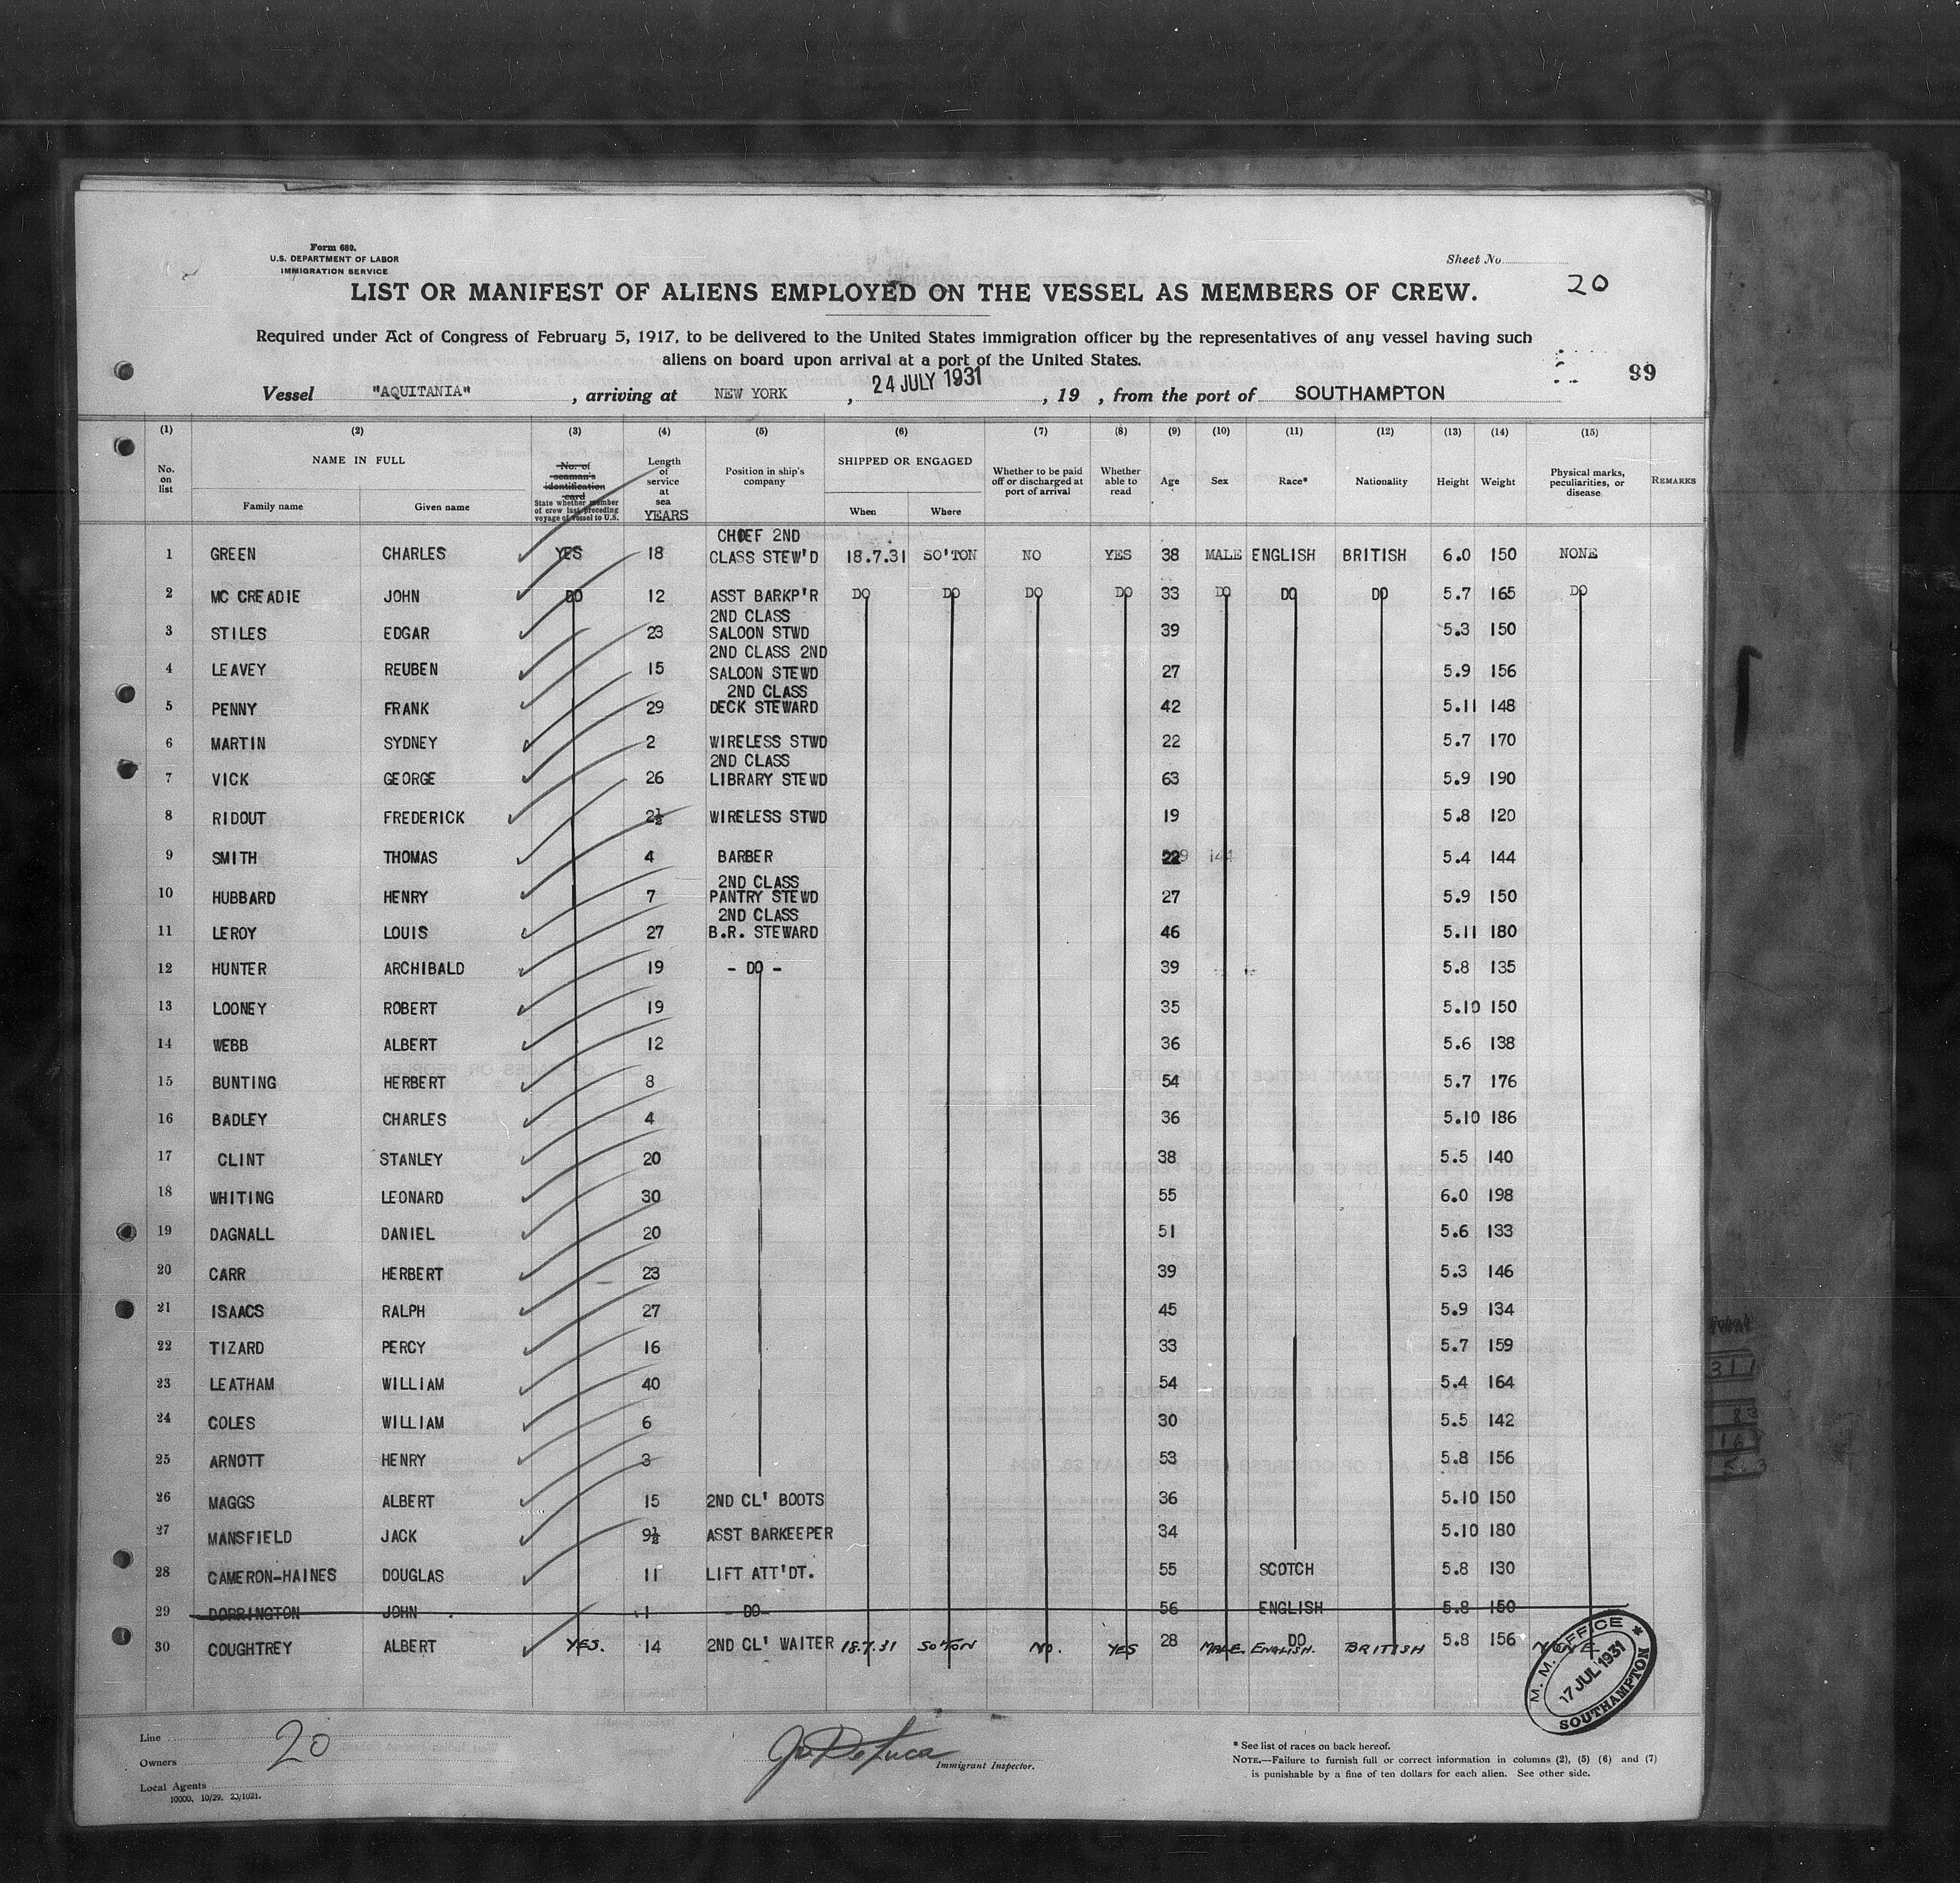 Form 680.
U.S. DEPARTMENT OF LABOR
IMMIGRATION SERVICE
Sheet No.
20
LIST OR MANIFEST OF ALIENS EMPLOYED ON THE VESSEL AS MEMBERS OF CREW.
Required under Act of Congress of February 5, 1917, to be delivered to the United States immigration officer by the representatives of any vessel having such
aliens on board upon arrival at a port of the United States.
99
Vessel "AQUITANIA", arriving at NEW YORK, 24 JULY 1931, 19 , from the port of SOUTHAMPTON
(1) (2) (3) (4) (5) (6) (7) (8) (9) (10) (11) (12) (13) (14) (15)
No. on list NAME IN FULL Family name Given name No. of seaman's identification card State whether member of crew last preceding voyage of vessel to U.S. Length of service at sea YEARS Position in ship's company SHIPPED OR ENGAGED When Where Whether to be paid off or discharged at port of arrival Whether able to read Age Sex Race* Nationality Height Weight Physical marks, peculiarities, or disease REMARKS
1 GREEN CHARLES YES 18 CHIEF 2ND CLASS STEW'D 18.7.31 SO'TON NO YES 38 MALE ENGLISH BRITISH 6.0 150 NONE
2 MC CREADIE JOHN DO 12 ASST BARKP'R DO DO DO DO 33 DO DO DO 5.7 165 DO
3 STILES EDGAR 23 2ND CLASS SALOON STWD 39 5.3 150
4 LEAVEY REUBEN 15 2ND CLASS 2ND SALOON STEWD 27 5.9 156
5 PENNY FRANK 29 2ND CLASS DECK STEWARD 42 5.11 148
6 MARTIN SYDNEY 2 WIRELESS STWD 22 5.7 170
7 VICK GEORGE 26 2ND CLASS LIBRARY STEWD 63 5.9 190
8 RIDOUT FREDERICK 2½ WIRELESS STWD 19 5.8 120
9 SMITH THOMAS 4 BARBER 22 144 5.4 144
10 HUBBARD HENRY 7 2ND CLASS PANTRY STEWD 27 5.9 150
11 LEROY LOUIS 27 2ND CLASS B.R. STEWARD 46 5.11 180
12 HUNTER ARCHIBALD 19 - DO - 39 5.8 135
13 LOONEY ROBERT 19 35 5.10 150
14 WEBB ALBERT 12 36 5.6 138
15 BUNTING HERBERT 8 54 5.7 176
16 BADLEY CHARLES 4 36 5.10 186
17 CLINT STANLEY 20 38 5.5 140
18 WHITING LEONARD 30 55 6.0 198
19 DAGNALL DANIEL 20 51 5.6 133
20 CARR HERBERT 23 39 5.3 146
21 ISAACS RALPH 27 45 5.9 134
22 TIZARD PERCY 16 33 5.7 159
23 LEATHAM WILLIAM 40 54 5.4 164
24 COLES WILLIAM 6 30 5.5 142
25 ARNOTT HENRY 3 53 5.8 156
26 MAGGS ALBERT 15 2ND CL' BOOTS 36 5.10 150
27 MANSFIELD JACK 9½ ASST BARKEEPER 34 5.10 180
28 CAMERON-HAINES DOUGLAS 11 LIFT ATT'DT. 55 SCOTCH 5.8 130
29 DORRINGTON JOHN 1 - DO - 56 ENGLISH 5.8 150
30 COUGHTREY ALBERT YES. 14 2ND CL' WAITER 18.7.31 SO'TON NO. YES 28 MALE. DO ENGLISH. BRITISH 5.8 156 NONE
M. M. OFFICE
17 JUL 1931
SOUTHAMPTON
Line
Owners
20
Local Agents
10000, 10/29. 23/1021.
Immigrant Inspector.
* See list of races on back hereof.
NOTE.—Failure to furnish full or correct information in columns (2), (5) (6) and (7)
is punishable by a fine of ten dollars for each alien. See other side.